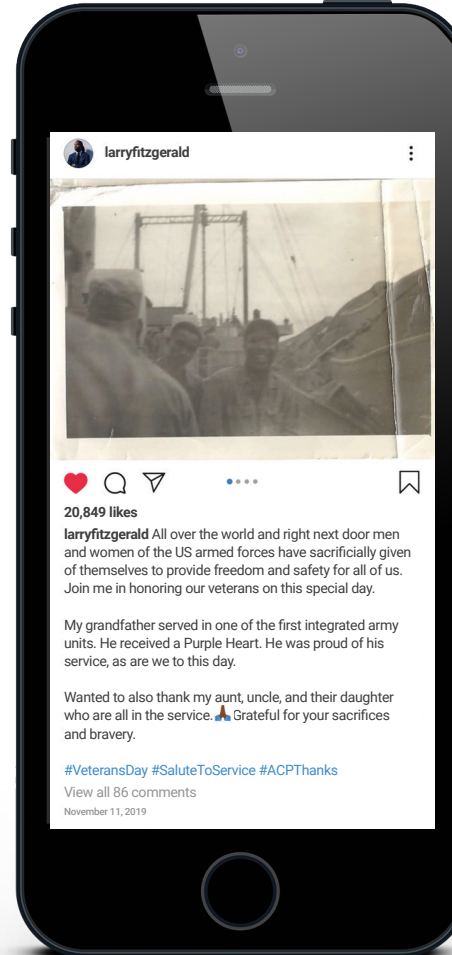 larryfitzgerald
20,849 likes
larryfitzgerald All over the world and right next door men
and women of the US armed forces have sacrificially given
of themselves to provide freedom and safety for all of us.
Join me in honoring our veterans on this special day.
My grandfather served in one of the first integrated army
units. He received a Purple Heart. He was proud of his
service, as are we to this day.
Wanted to also thank my aunt, uncle, and their daughter
who are all in the service.🙏🏾Grateful for your sacrifices
and bravery.
#VeteransDay #SaluteToService #ACPThanks
View all 86 comments
November 11, 2019